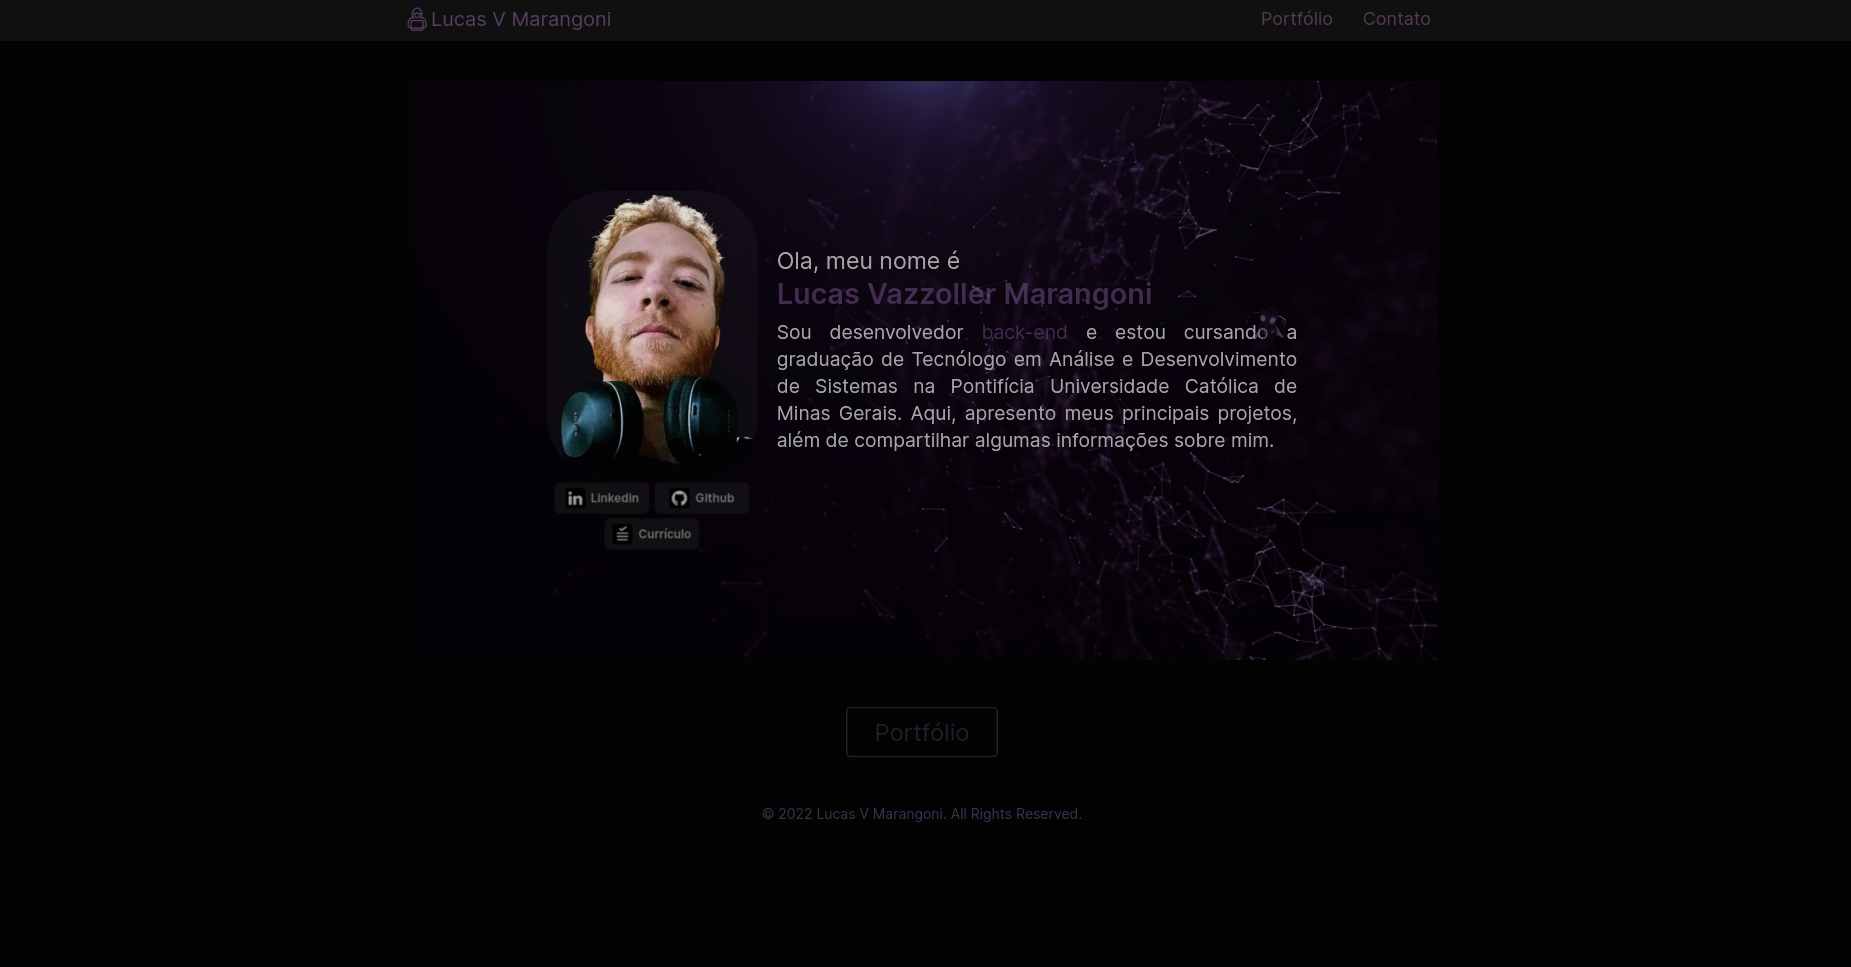 Lucas V Marangoni
Portfólio
Contato
Ola, meu nome é
Lucas Vazzoller Marangoni
Sou desenvolvedor back-end e estou cursando a
graduação de Tecnólogo em Análise e Desenvolvimento
de Sistemas na Pontifícia Universidade Católica de
Minas Gerais. Aqui, apresento meus principais projetos,
além de compartilhar algumas informações sobre mim.
Linkedin
Github
Currículo
Portfólio
© 2022 Lucas V Marangoni. All Rights Reserved.